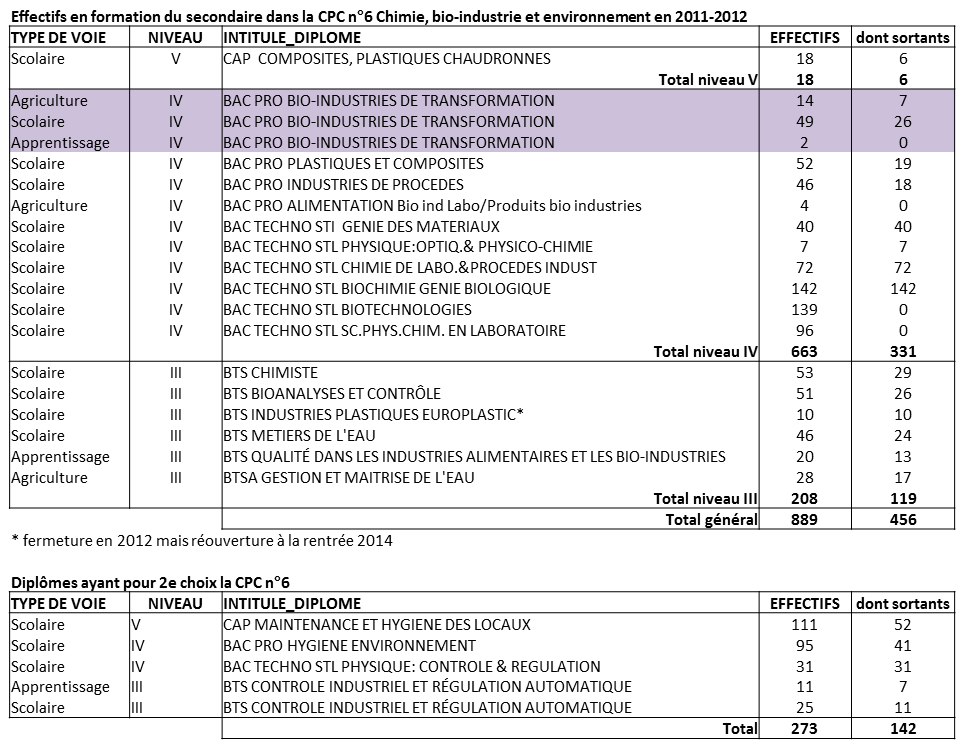 Effectifs en formation du secondaire dans la CPC n°6 Chimie, bio-industrie et environnement en 2011-2012
TYPE DE VOIE NIVEAU INTITULE_DIPLOME EFFECTIFS dont sortants
Scolaire V CAP COMPOSITES, PLASTIQUES CHAUDRONNES 18 6
Total niveau V 18 6
Agriculture IV BAC PRO BIO-INDUSTRIES DE TRANSFORMATION 14 7
Scolaire IV BAC PRO BIO-INDUSTRIES DE TRANSFORMATION 49 26
Apprentissage IV BAC PRO BIO-INDUSTRIES DE TRANSFORMATION 2 0
Scolaire IV BAC PRO PLASTIQUES ET COMPOSITES 52 19
Scolaire IV BAC PRO INDUSTRIES DE PROCEDES 46 18
Agriculture IV BAC PRO ALIMENTATION Bio ind Labo/Produits bio industries 4 0
Scolaire IV BAC TECHNO STI GENIE DES MATERIAUX 40 40
Scolaire IV BAC TECHNO STL PHYSIQUE:OPTIQ.& PHYSICO-CHIMIE 7 7
Scolaire IV BAC TECHNO STL CHIMIE DE LABO.&PROCEDES INDUST 72 72
Scolaire IV BAC TECHNO STL BIOCHIMIE GENIE BIOLOGIQUE 142 142
Scolaire IV BAC TECHNO STL BIOTECHNOLOGIES 139 0
Scolaire IV BAC TECHNO STL SC.PHYS.CHIM. EN LABORATOIRE 96 0
Total niveau IV 663 331
Scolaire III BTS CHIMISTE 53 29
Scolaire III BTS BIOANALYSES ET CONTRÔLE 51 26
Scolaire III BTS INDUSTRIES PLASTIQUES EUROPLASTIC* 10 10
Scolaire III BTS METIERS DE L'EAU 46 24
Apprentissage III BTS QUALITÉ DANS LES INDUSTRIES ALIMENTAIRES ET LES BIO-INDUSTRIES 20 13
Agriculture III BTSA GESTION ET MAITRISE DE L'EAU 28 17
Total niveau III 208 119
Total général 889 456
* fermeture en 2012 mais réouverture à la rentrée 2014
Diplômes ayant pour 2e choix la CPC n°6
TYPE DE VOIE NIVEAU INTITULE_DIPLOME EFFECTIFS dont sortants
Scolaire V CAP MAINTENANCE ET HYGIENE DES LOCAUX 111 52
Scolaire IV BAC PRO HYGIENE ENVIRONNEMENT 95 41
Scolaire IV BAC TECHNO STL PHYSIQUE: CONTROLE & REGULATION 31 31
Apprentissage III BTS CONTROLE INDUSTRIEL ET RÉGULATION AUTOMATIQUE 11 7
Scolaire III BTS CONTROLE INDUSTRIEL ET RÉGULATION AUTOMATIQUE 25 11
Total 273 142